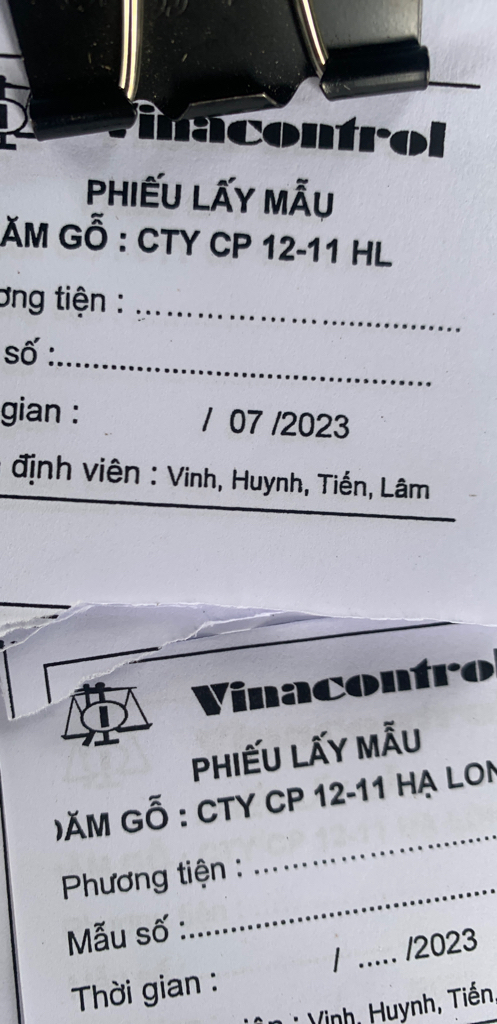 Vinacontrol
PHIẾU LẤY MẪU
ĂM GỖ : CTY CP 12-11 HL
ơng tiện : ........................................
số :..................................................
gian : / 07 /2023
định viên : Vinh, Huynh, Tiến, Lâm
Vinacontrol
PHIẾU LẤY MẪU
DĂM GỖ : CTY CP 12-11 HẠ LON
Phương tiện : ..............................
Mẫu số :........................................
Thời gian : / ..... /2023
: Vinh, Huynh, Tiến,